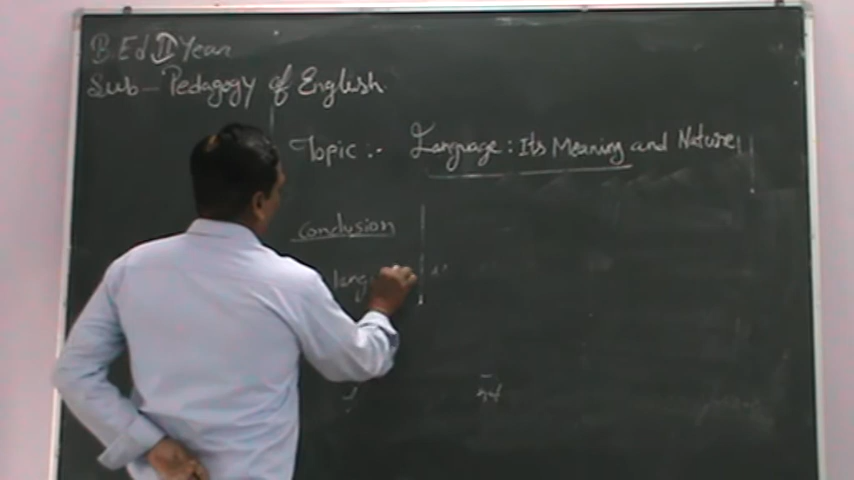 B.Ed II Year
Sub- Pedagogy of English.
Topic :- Language : Its Meaning and Nature
Conclusion
lang